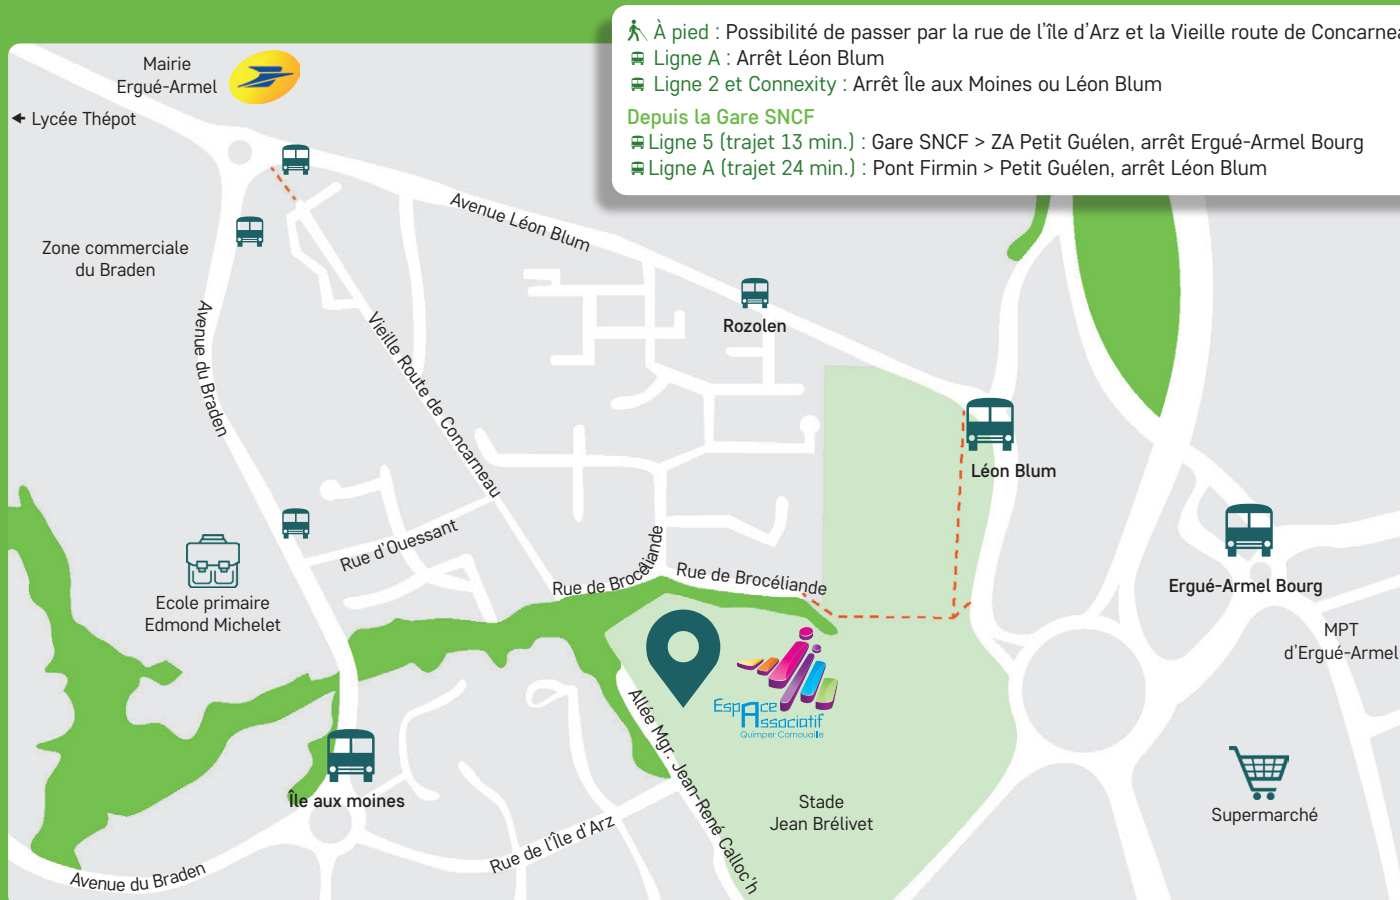 À pied : Possibilité de passer par la rue de l'île d'Arz et la Vieille route de
Ligne A : Arrêt Léon Blum
Ligne 2 et Connexity : Arrêt Île aux Moines ou Léon Blum
Depuis la Gare SNCF
Ligne 5 (trajet 13 min.) : Gare SNCF > ZA Petit Guélen, arrêt Ergué-Armel Bourg
Ligne A (trajet 24 min.) : Pont Firmin > Petit Guélen, arrêt Léon Blum
Mairie
Ergué-Armel
Lycée Thépot
Zone commerciale
du Braden
Avenue Léon Blum
Rozolen
Avenue du Braden
Vieille Route de Concarneau
Léon Blum
Rue d'Ouessant
Rue de Brocéliande
Rue de Brocéliande
Ergué-Armel Bourg
Ecole primaire
Edmond Michelet
MPT
d'Ergué-Armel
Espace
Associatif
Quimper Cornouaille
Allée Mgr. Jean-René Calloc'h
Île aux moines
Stade
Jean Brélivet
Supermarché
Rue de l'Île d'Arz
Avenue du Braden